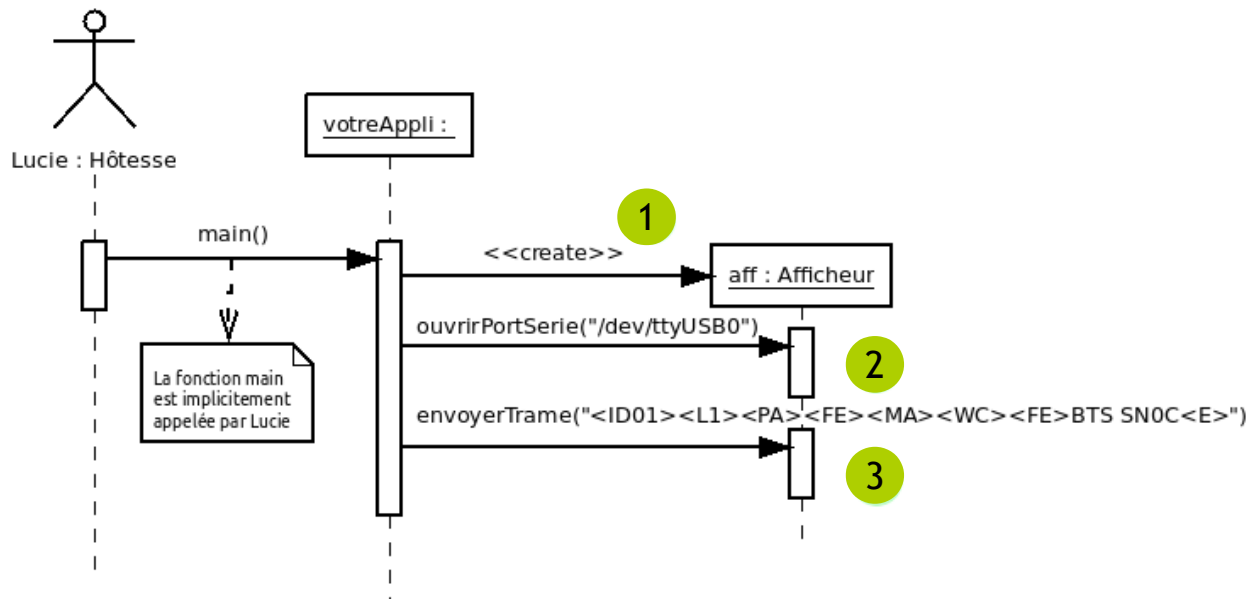 votreAppli :
Lucie : Hôtesse
1
main()
<<create>>
aff : Afficheur
ouvrirPortSerie("/dev/ttyUSB0")
2
La fonction main
est implicitement
appelée par Lucie
envoyerTrame("<ID01><L1><PA><FE><MA><WC><FE>BTS SN0C<E>")
3